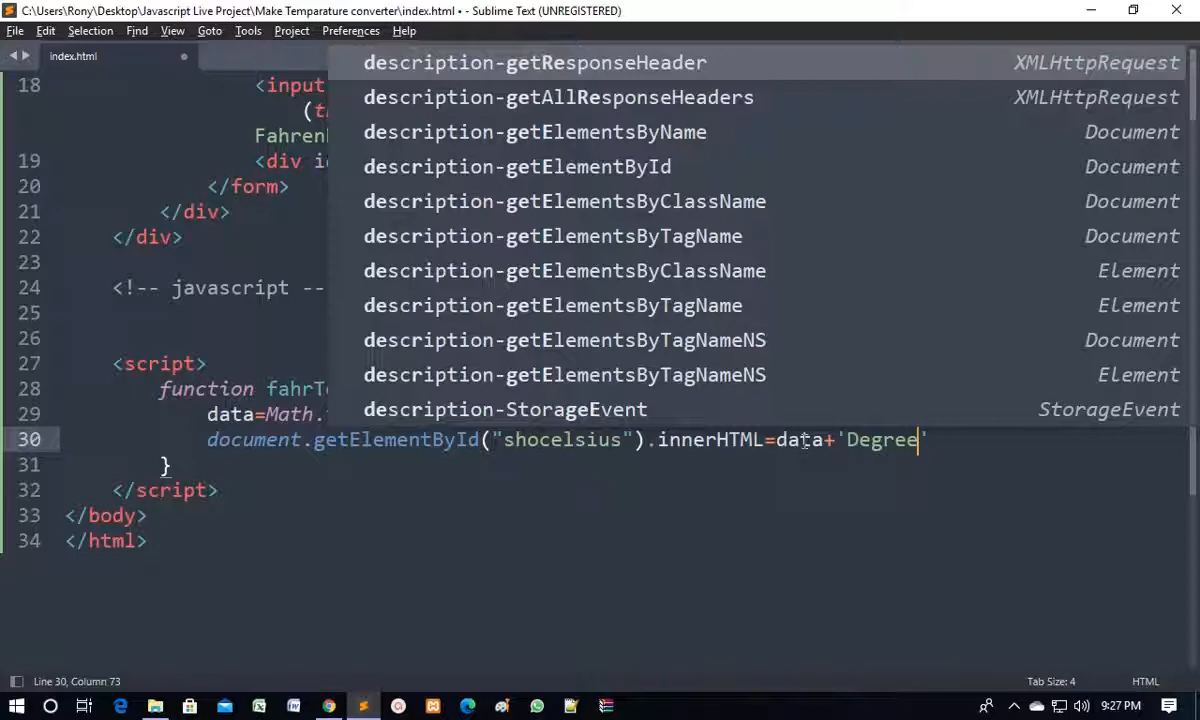 C:\Users\Rony\Desktop\Javascript Live Project\Make Temparature converter\index.html • - Sublime Text (UNREGISTERED)
File Edit Selection Find View Goto Tools Project Preferences Help
index.html
description-getResponseHeader XMLHttpRequest
18 <input description-getAllResponseHeaders XMLHttpRequest
(t
description-getElementsByName Document
Fahren
19 <div i description-getElementById Document
20 </form>
description-getElementsByClassName Document
21 </div>
22 </div> description-getElementsByTagName Document
23
description-getElementsByClassName Element
24 <!-- javascript --
description-getElementsByTagName Element
25
26 description-getElementsByTagNameNS Document
27 <script>
description-getElementsByTagNameNS Element
28 function fahrT
29 data=Math. description-StorageEvent StorageEvent
30 document.getElementById("shocelsius").innerHTML=data+'Degree'
31 }
32 </script>
33 </body>
34 </html>
Line 30, Column 73 Tab Size: 4 HTML
9:27 PM